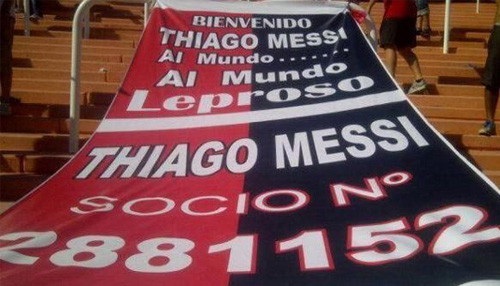 BIENVENIDO
THIAGO MESSI
Al Mundo........
Al Mundo
Leproso
THIAGO MESSI
SOCIO Nº
2881152